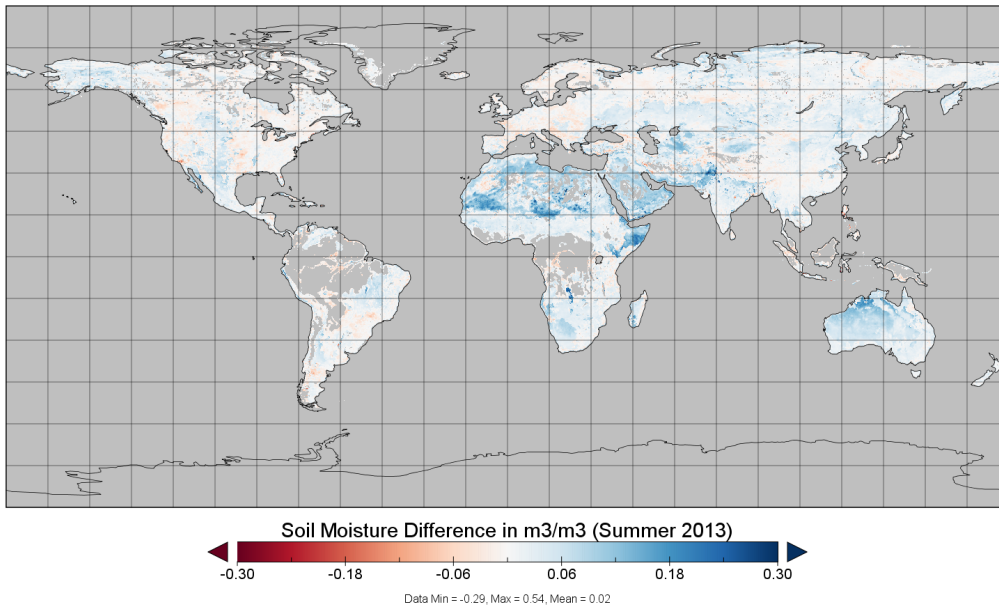 Soil Moisture Difference in m3/m3 (Summer 2013)
-0.30 -0.18 -0.06 0.06 0.18 0.30
Data Min = -0.29, Max = 0.54, Mean = 0.02